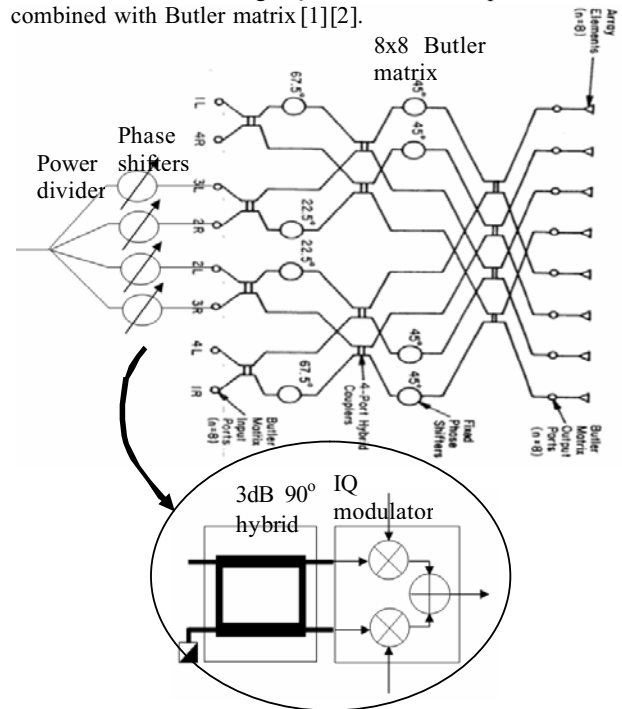 combined with Butler matrix [1][2].
8x8 Butler
matrix
Array
Elements
(n=8)
Power
divider
Phase
shifters
1L
4R
3L
2R
2L
3R
4L
1R
67.5°
22.5°
22.5°
67.5°
45°
45°
45°
45°
Butler
Matrix
Input
Ports
(n=8)
4-Port Hybrid
Couplers
Fixed
Phase
Shifters
Butler
Matrix
Output
Ports
(n=8)
3dB 90°
hybrid
IQ
modulator